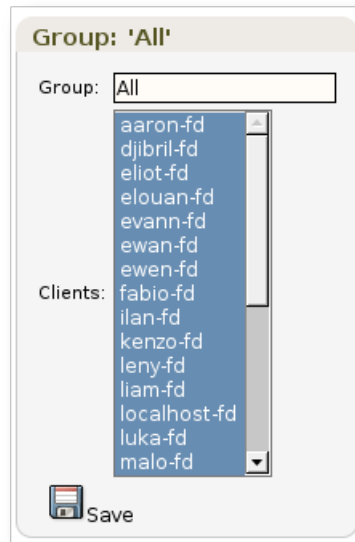 Group: 'All'
Group: All
aaron-fd
djibril-fd
eliot-fd
elouan-fd
evann-fd
ewan-fd
ewen-fd
Clients: fabio-fd
ilan-fd
kenzo-fd
leny-fd
liam-fd
localhost-fd
luka-fd
malo-fd
Save